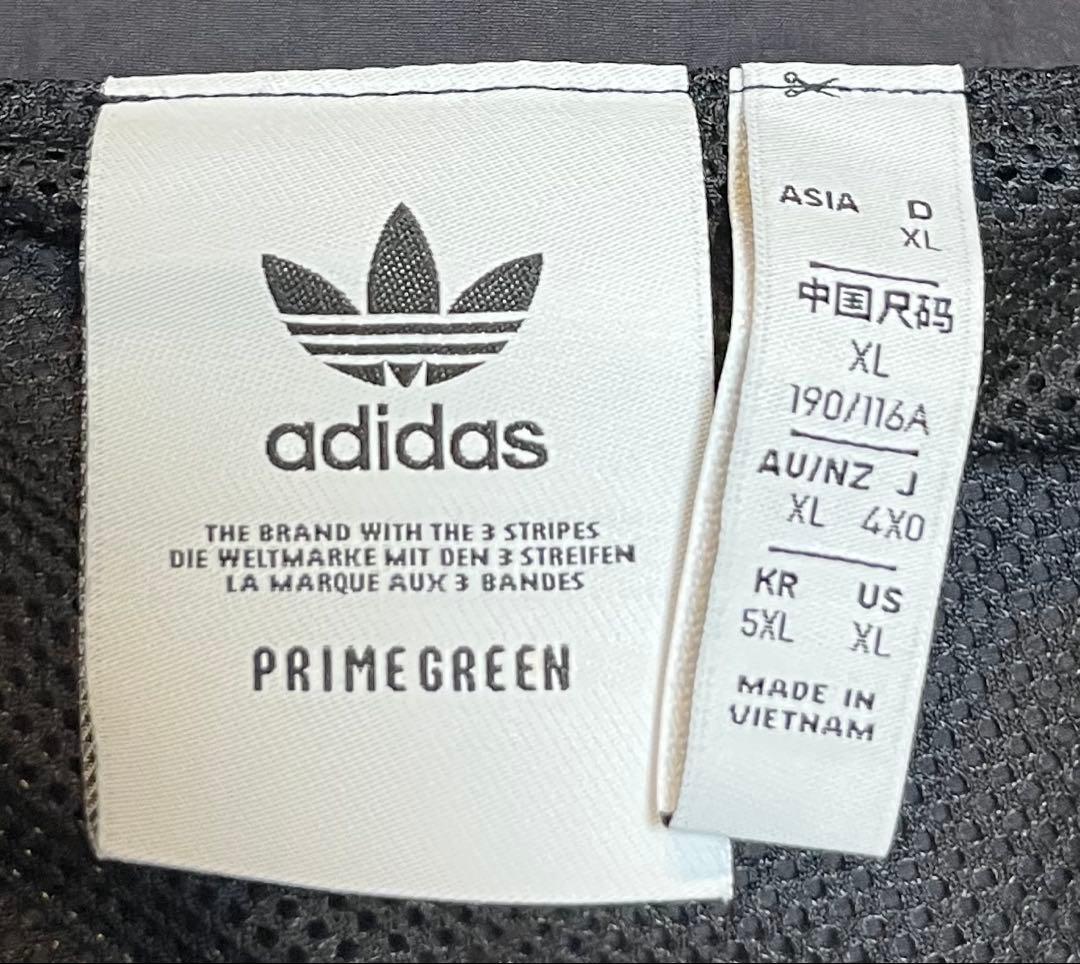 adidas
THE BRAND WITH THE 3 STRIPES
DIE WELTMARKE MIT DEN 3 STREIFEN
LA MARQUE AUX 3 BANDES
PRIMEGREEN
ASIA D
XL
中国尺码
XL
190/116A
AU/NZ J
XL 4XO
KR US
5XL XL
MADE IN
VIETNAM